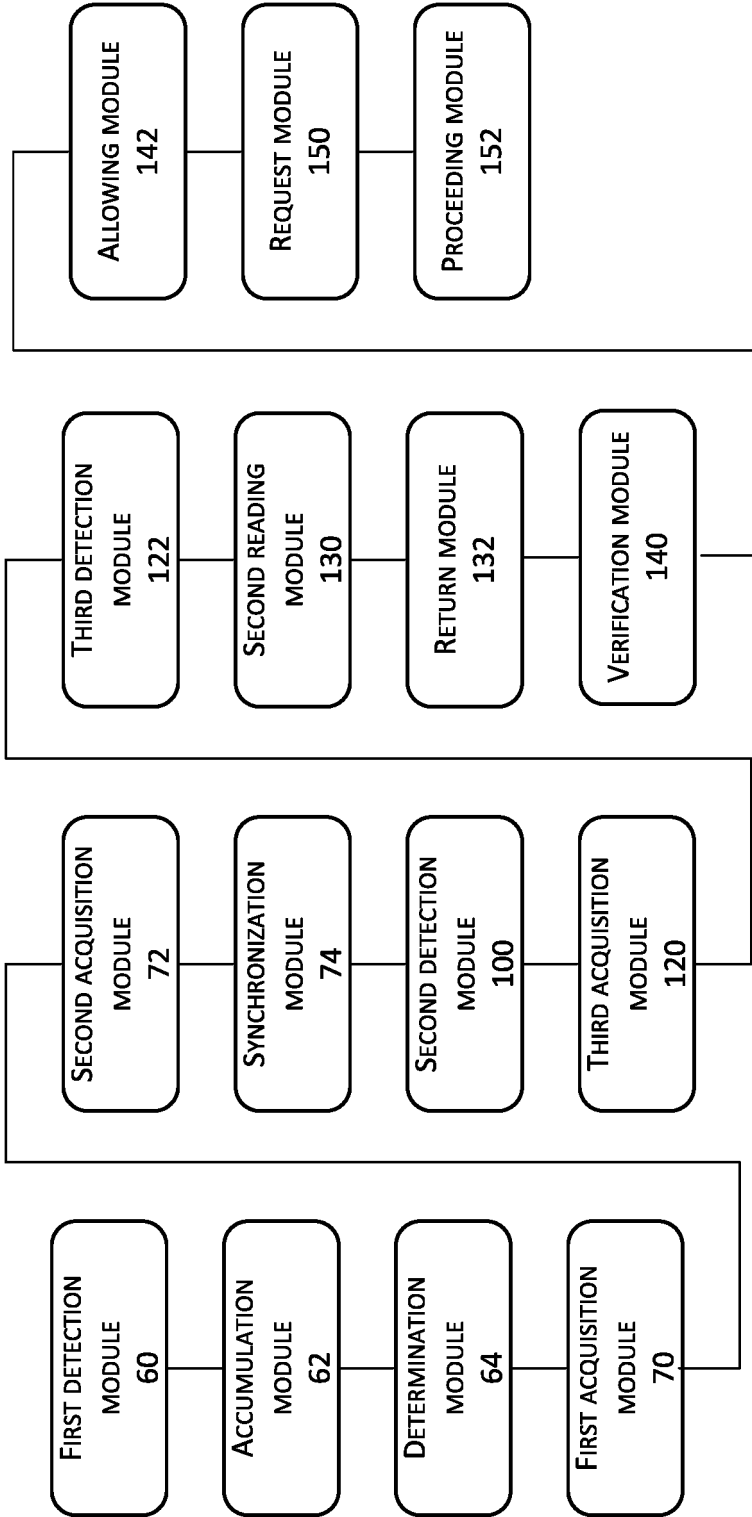 FIRST DETECTION
MODULE
60
ACCUMULATION
MODULE
62
DETERMINATION
MODULE
64
FIRST ACQUISITION
MODULE
70
SECOND ACQUISITION
MODULE
72
SYNCHRONIZATION
MODULE
74
SECOND DETECTION
MODULE
100
THIRD ACQUISITION
MODULE
120
THIRD DETECTION
MODULE
122
SECOND READING
MODULE
130
RETURN MODULE
132
VERIFICATION MODULE
140
ALLOWING MODULE
142
REQUEST MODULE
150
PROCEEDING MODULE
152